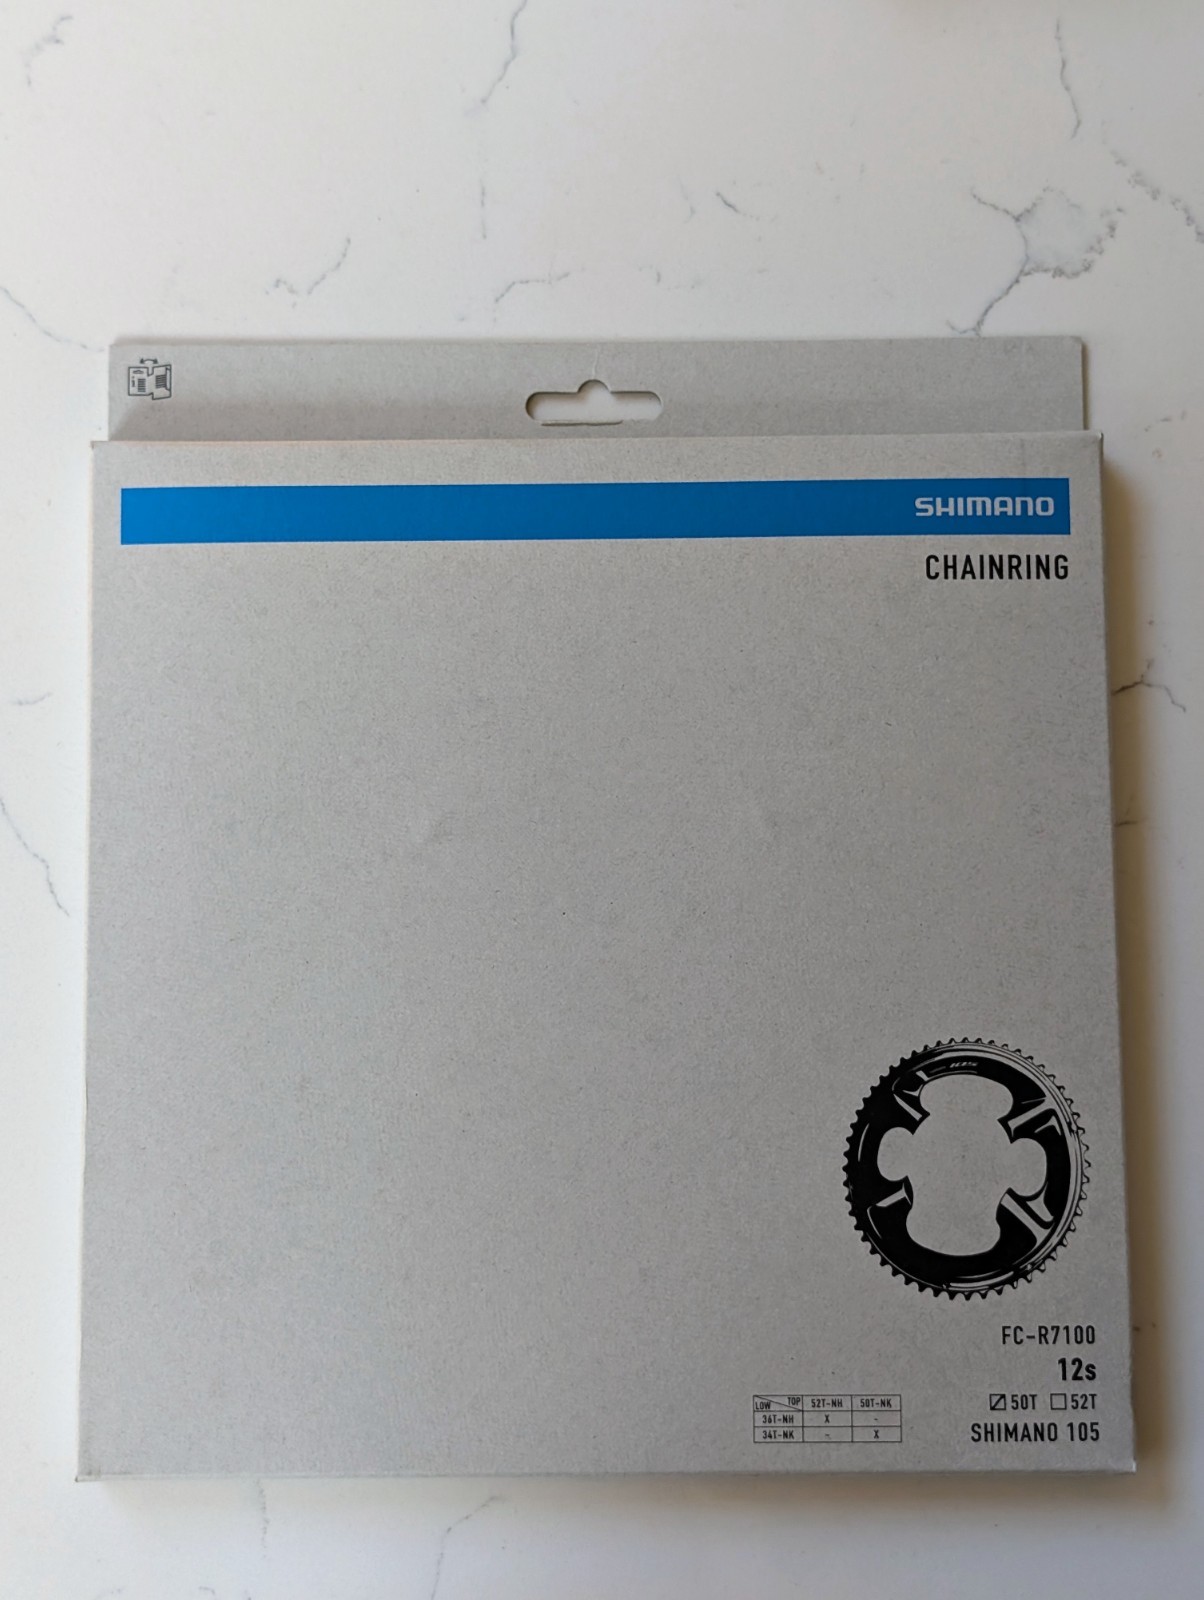 SHIMANO
CHAINRING
105
FC-R7100
12s
50T 52T
SHIMANO 105
LOW TOP 52T-NH 50T-NK
36T-NH X -
34T-NK - X